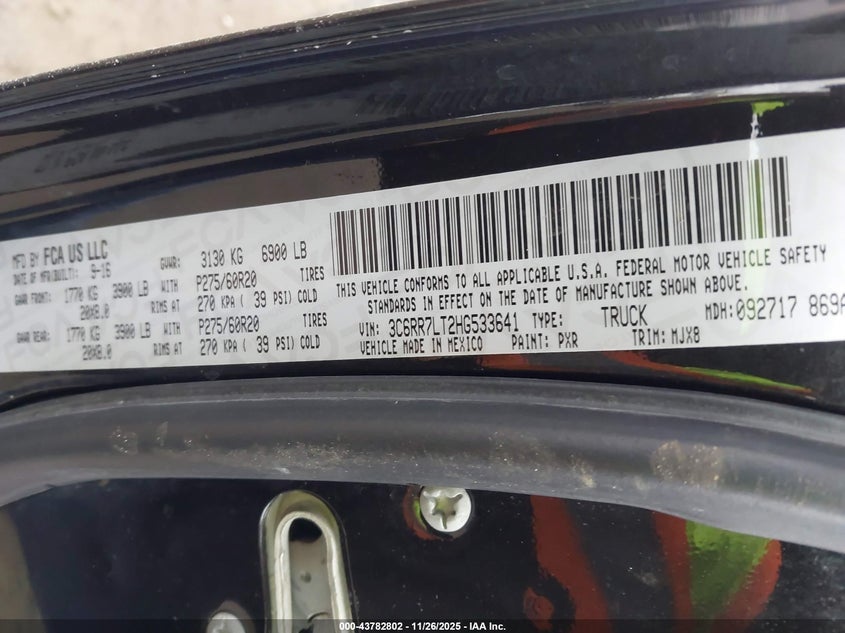 MFD BY FCA US LLC
DATE OF MFR/BUILT: 9-16
GVWR: 3130 KG 6900 LB
GAWR FRONT: 1770 KG 3900 LB WITH P275/60R20 TIRES
20X8.0 RIMS AT 270 KPA ( 39 PSI) COLD
GAWR REAR: 1770 KG 3900 LB WITH P275/60R20 TIRES
20X8.0 RIMS AT 270 KPA ( 39 PSI) COLD
THIS VEHICLE CONFORMS TO ALL APPLICABLE U.S.A. FEDERAL MOTOR VEHICLE SAFETY
STANDARDS IN EFFECT ON THE DATE OF MANUFACTURE SHOWN ABOVE.
VIN: 3C6RR7LT2HG533641 TYPE: TRUCK MDH:092717 869A
VEHICLE MADE IN MEXICO PAINT: PXR TRIM: MJX8
000-43782802 - 11/26/2025 - IAA Inc.